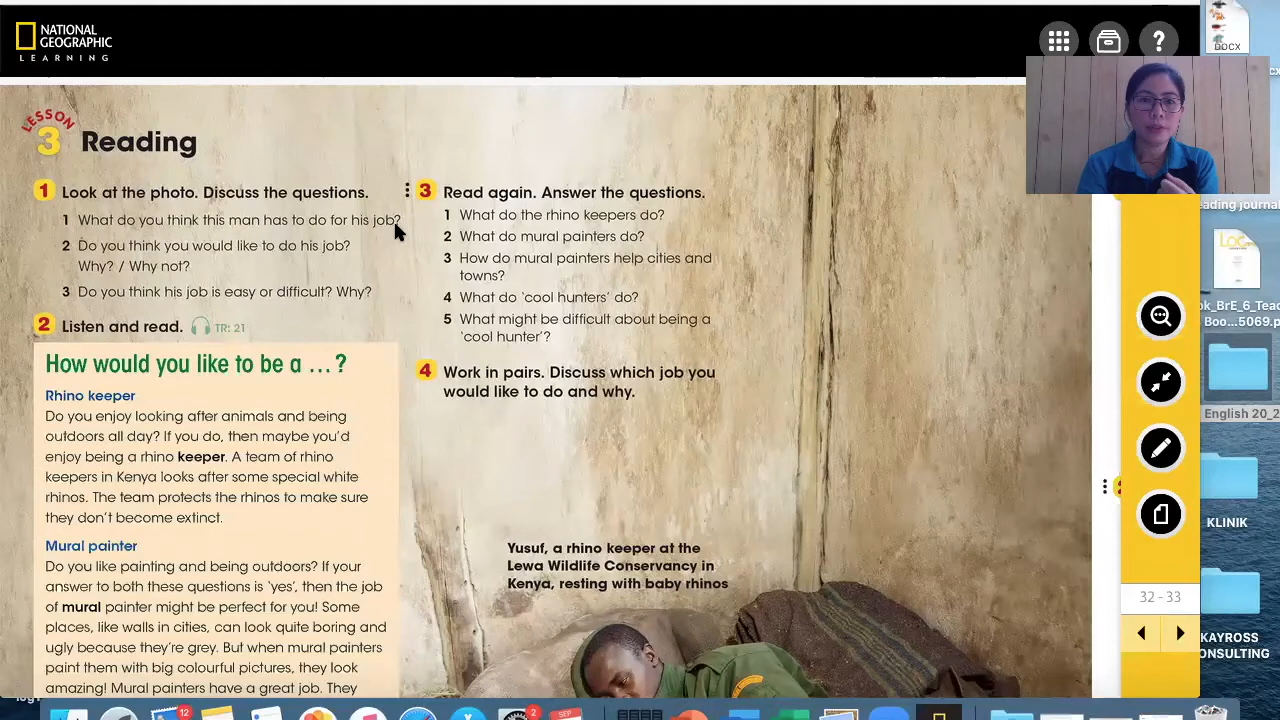 NATIONAL
GEOGRAPHIC
LEARNING
?
DOCX
LESSON
3 Reading
1 Look at the photo. Discuss the questions.
1 What do you think this man has to do for his job?
2 Do you think you would like to do his job?
Why? / Why not?
3 Do you think his job is easy or difficult? Why?
2 Listen and read. TR: 21
How would you like to be a ...?
Rhino keeper
Do you enjoy looking after animals and being
outdoors all day? If you do, then maybe you'd
enjoy being a rhino keeper. A team of rhino
keepers in Kenya looks after some special white
rhinos. The team protects the rhinos to make sure
they don't become extinct.
Mural painter
Do you like painting and being outdoors? If your
answer to both these questions is 'yes', then the job
of mural painter might be perfect for you! Some
places, like walls in cities, can look quite boring and
ugly because they're grey. But when mural painters
paint them with big colourful pictures, they look
amazing! Mural painters have a great job. They
3 Read again. Answer the questions.
1 What do the rhino keepers do?
2 What do mural painters do?
3 How do mural painters help cities and
towns?
4 What do 'cool hunters' do?
5 What might be difficult about being a
'cool hunter'?
4 Work in pairs. Discuss which job you
would like to do and why.
Yusuf, a rhino keeper at the
Lewa Wildlife Conservancy in
Kenya, resting with baby rhinos
32 - 33
eading journal
ok_BrE_6_Teac
Boo...5069.p
English 20_2
KLINIK
KAYROSS
ONSULTING
12
2
SEP